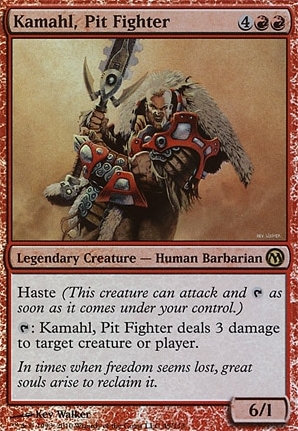 Kamahl, Pit Fighter 4
Legendary Creature — Human Barbarian
Haste (This creature can attack and
as soon as it comes under your control.)
: Kamahl, Pit Fighter deals 3 damage
to target creature or player.
In times when freedom seems lost, great
souls arise to reclaim it.
Kev Walker
6/1